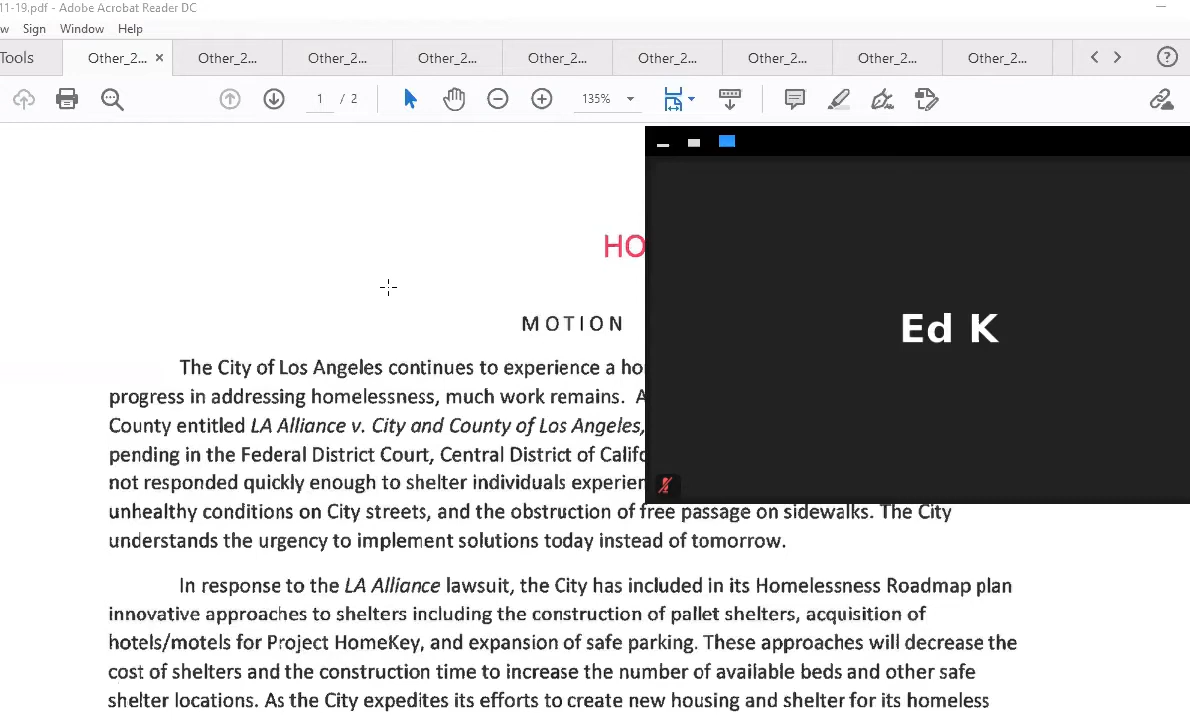 11-19.pdf - Adobe Acrobat Reader DC
w Sign Window Help
Tools Other_2... × Other_2... Other_2... Other_2... Other_2... Other_2... Other_2... Other_2... Other_2...
1 / 2 135%
HO
MOTION
Ed K
The City of Los Angeles continues to experience a ho
progress in addressing homelessness, much work remains. A
County entitled LA Alliance v. City and County of Los Angeles,
pending in the Federal District Court, Central District of Califo
not responded quickly enough to shelter individuals experien
unhealthy conditions on City streets, and the obstruction of free passage on sidewalks. The City
understands the urgency to implement solutions today instead of tomorrow.
In response to the LA Alliance lawsuit, the City has included in its Homelessness Roadmap plan
innovative approaches to shelters including the construction of pallet shelters, acquisition of
hotels/motels for Project HomeKey, and expansion of safe parking. These approaches will decrease the
cost of shelters and the construction time to increase the number of available beds and other safe
shelter locations. As the City expedites its efforts to create new housing and shelter for its homeless